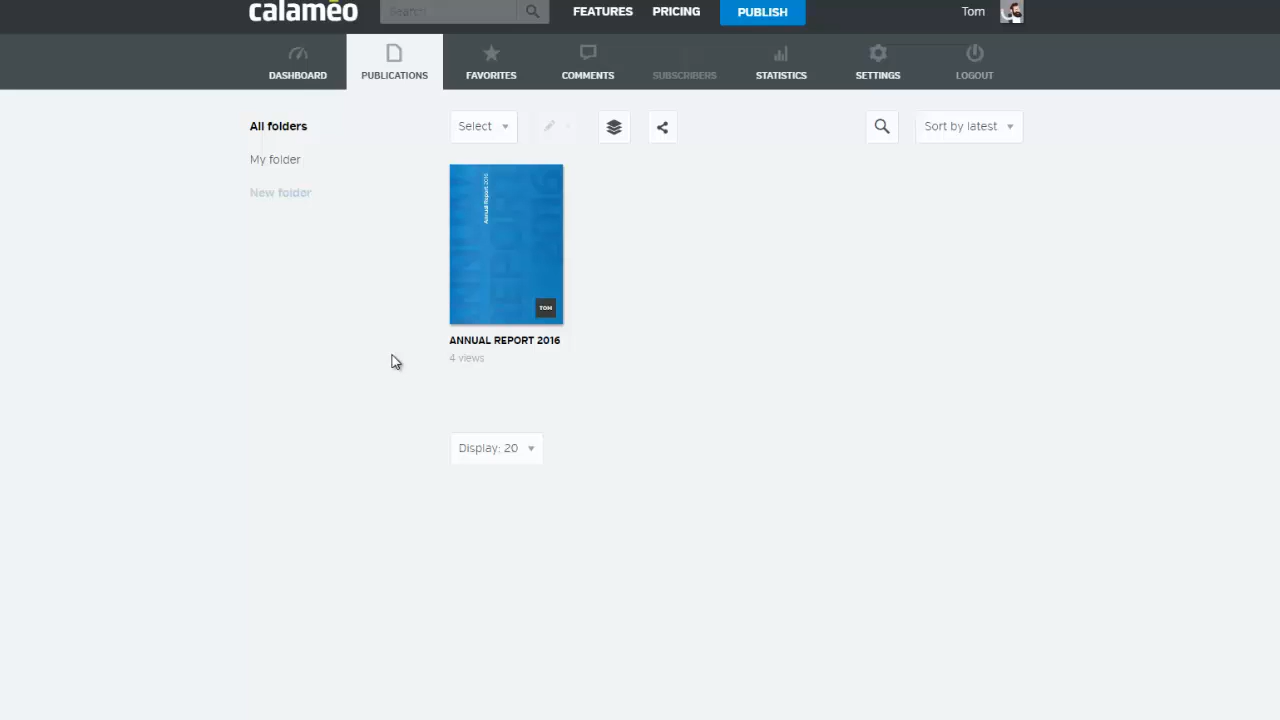 calaméo
Search
FEATURES
PRICING
PUBLISH
Tom
DASHBOARD
PUBLICATIONS
FAVORITES
COMMENTS
SUBSCRIBERS
STATISTICS
SETTINGS
LOGOUT
All folders
My folder
New folder
Select
Sort by latest
Annual Report 2016
TOM
ANNUAL REPORT 2016
4 views
Display: 20